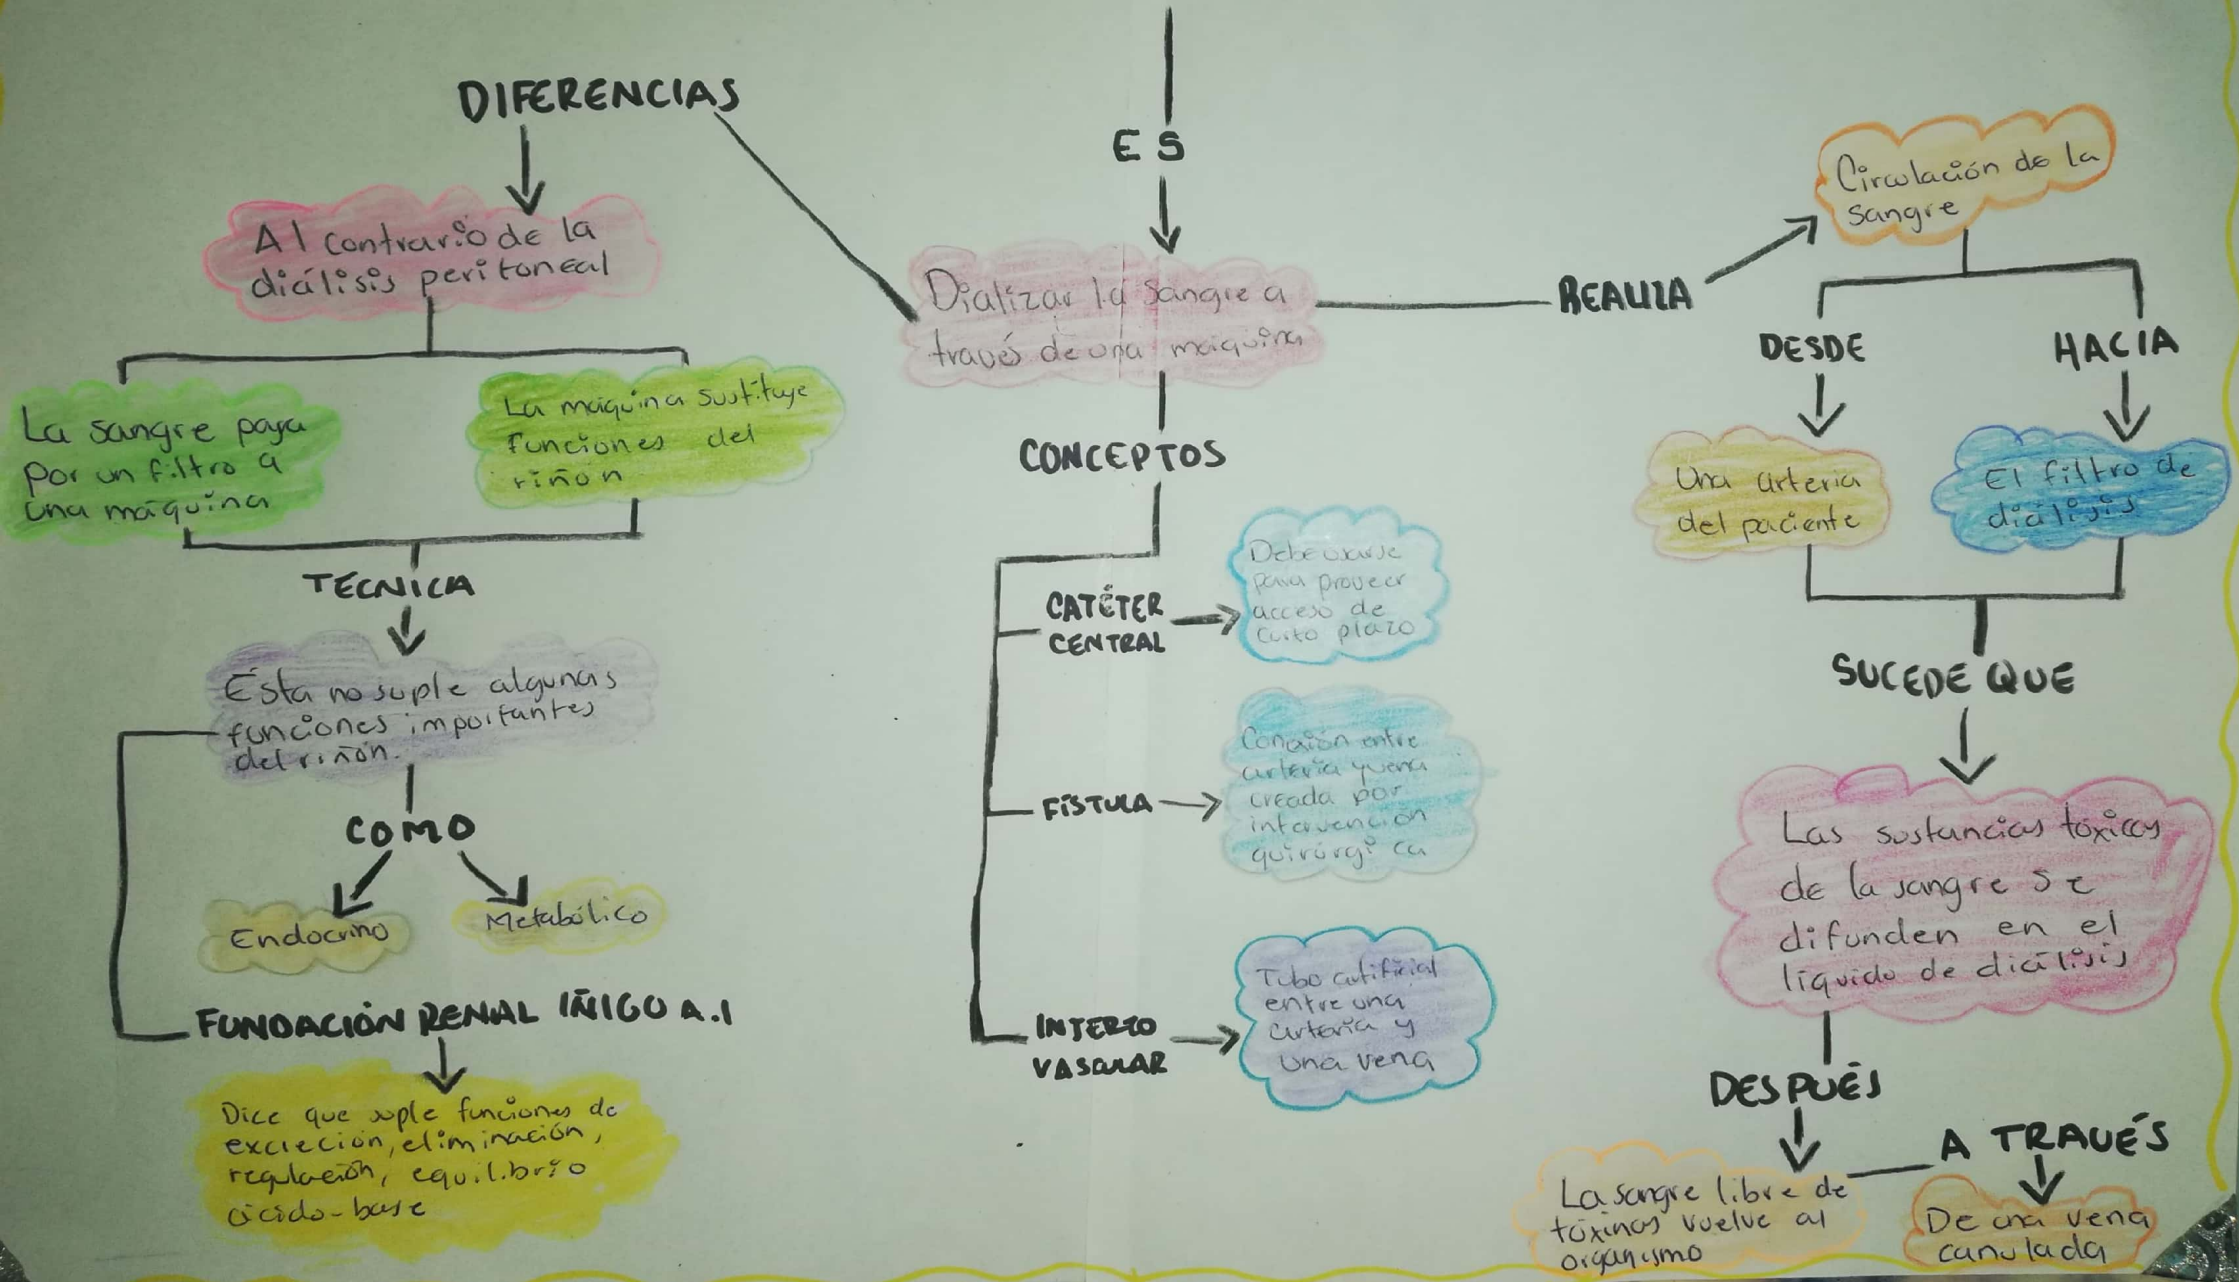 DIFERENCIAS
Al contrario de la
diálisis peritoneal
La sangre pasa
por un filtro a
una máquina
La máquina sustituye
funciones del
riñón
TÉCNICA
Ésta no suple algunas
funciones importantes
del riñón.
COMO
Endocrino
Metabólico
FUNDACIÓN RENAL IÑIGO A.I
Dice que suple funciones de
excreción, eliminación,
regulación, equilibrio
ácido-base
ES
Dializar la sangre a
través de una máquina
CONCEPTOS
CATÉTER
CENTRAL
Debe usarse
para proveer
acceso de
corto plazo
FÍSTULA
Conexión entre
arteria y vena
creada por
intervención
quirúrgica
INJERTO
VASCULAR
Tubo artificial
entre una
arteria y
una vena
REALIZA
Circulación de la
sangre
DESDE
Una arteria
del paciente
HACIA
El filtro de
diálisis
SUCEDE QUE
Las sustancias tóxicas
de la sangre se
difunden en el
líquido de diálisis
DESPUÉS
La sangre libre de
toxinas vuelve al
organismo
A TRAVÉS
De una vena
canulada